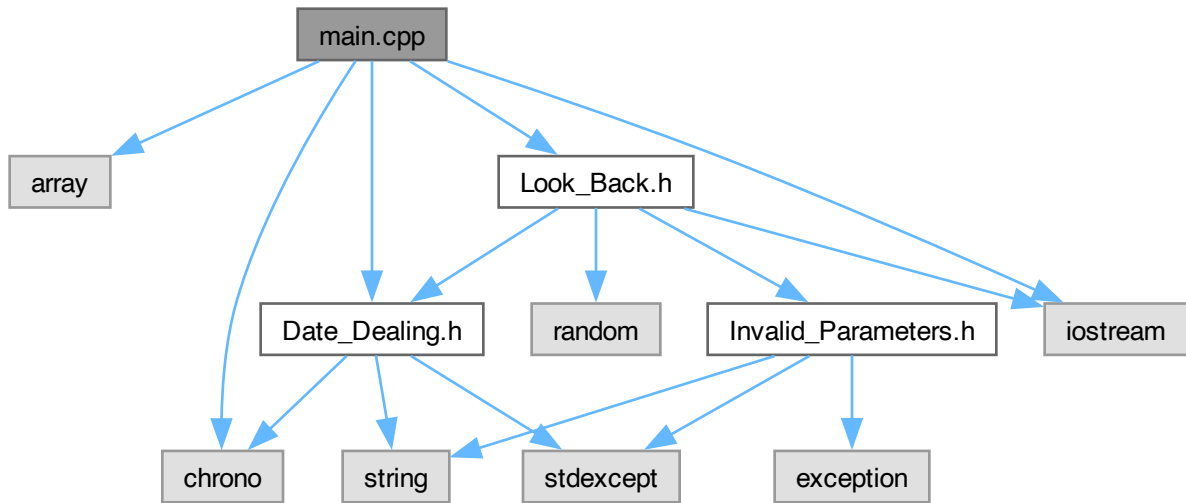 main.cpp
array
Look_Back.h
Date_Dealing.h
random
Invalid_Parameters.h
iostream
chrono
string
stdexcept
exception